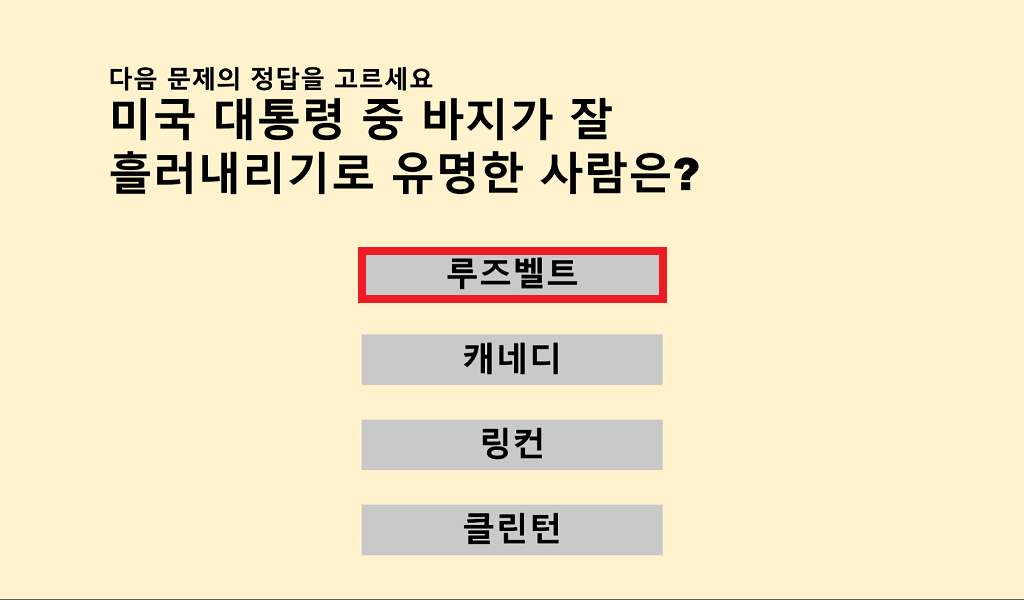 다음 문제의 정답을 고르세요
미국 대통령 중 바지가 잘
흘러내리기로 유명한 사람은?
루즈벨트
캐네디
링컨
클린턴